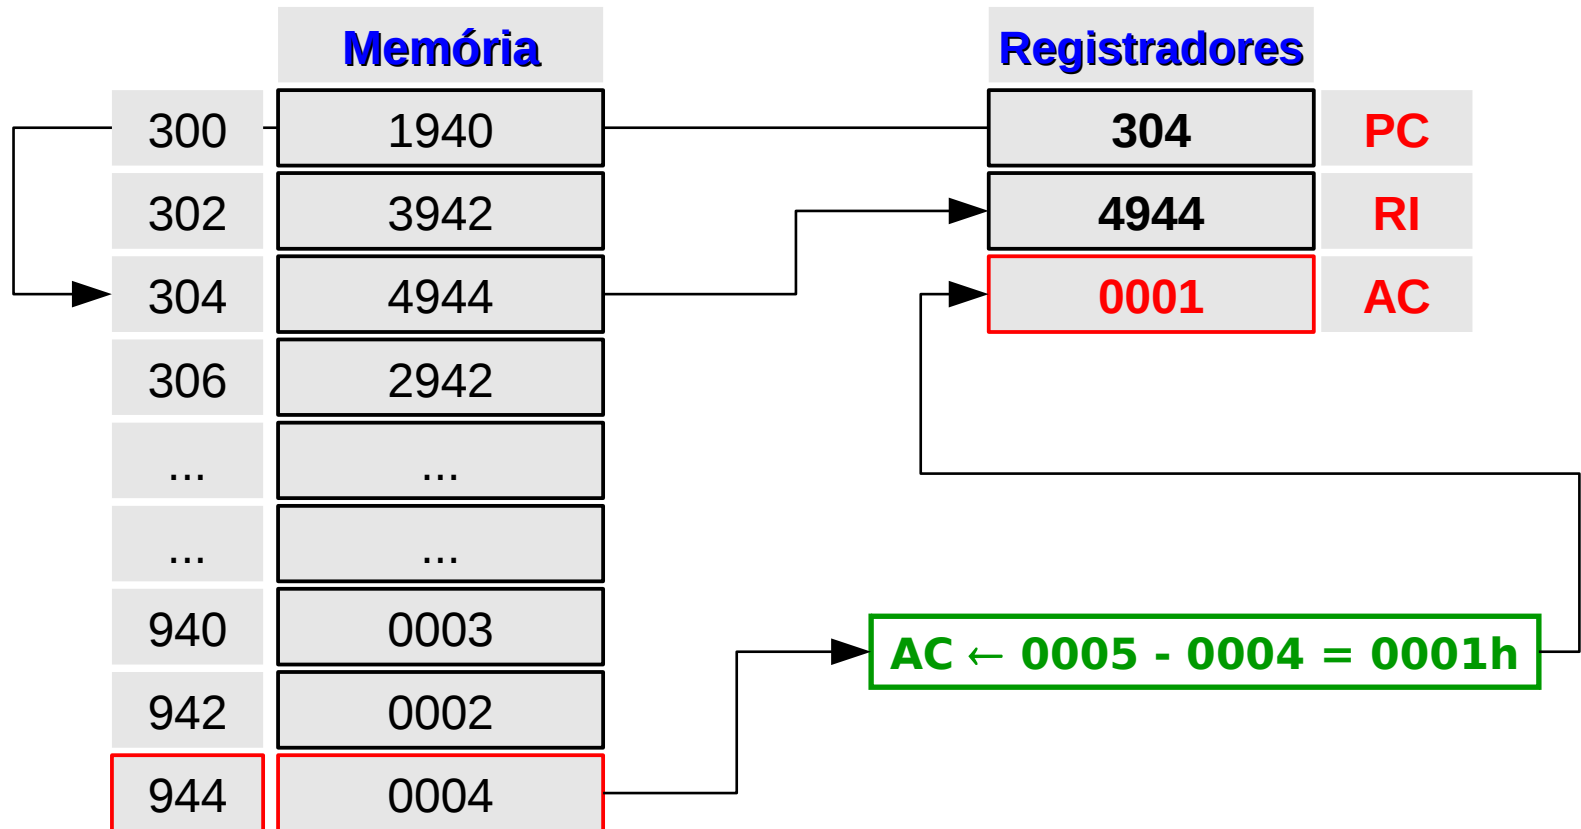 Memória Registradores
300 1940 304 PC
302 3942 4944 RI
304 4944 0001 AC
306 2942
... ...
... ...
940 0003
AC ← 0005 - 0004 = 0001h
942 0002
944 0004